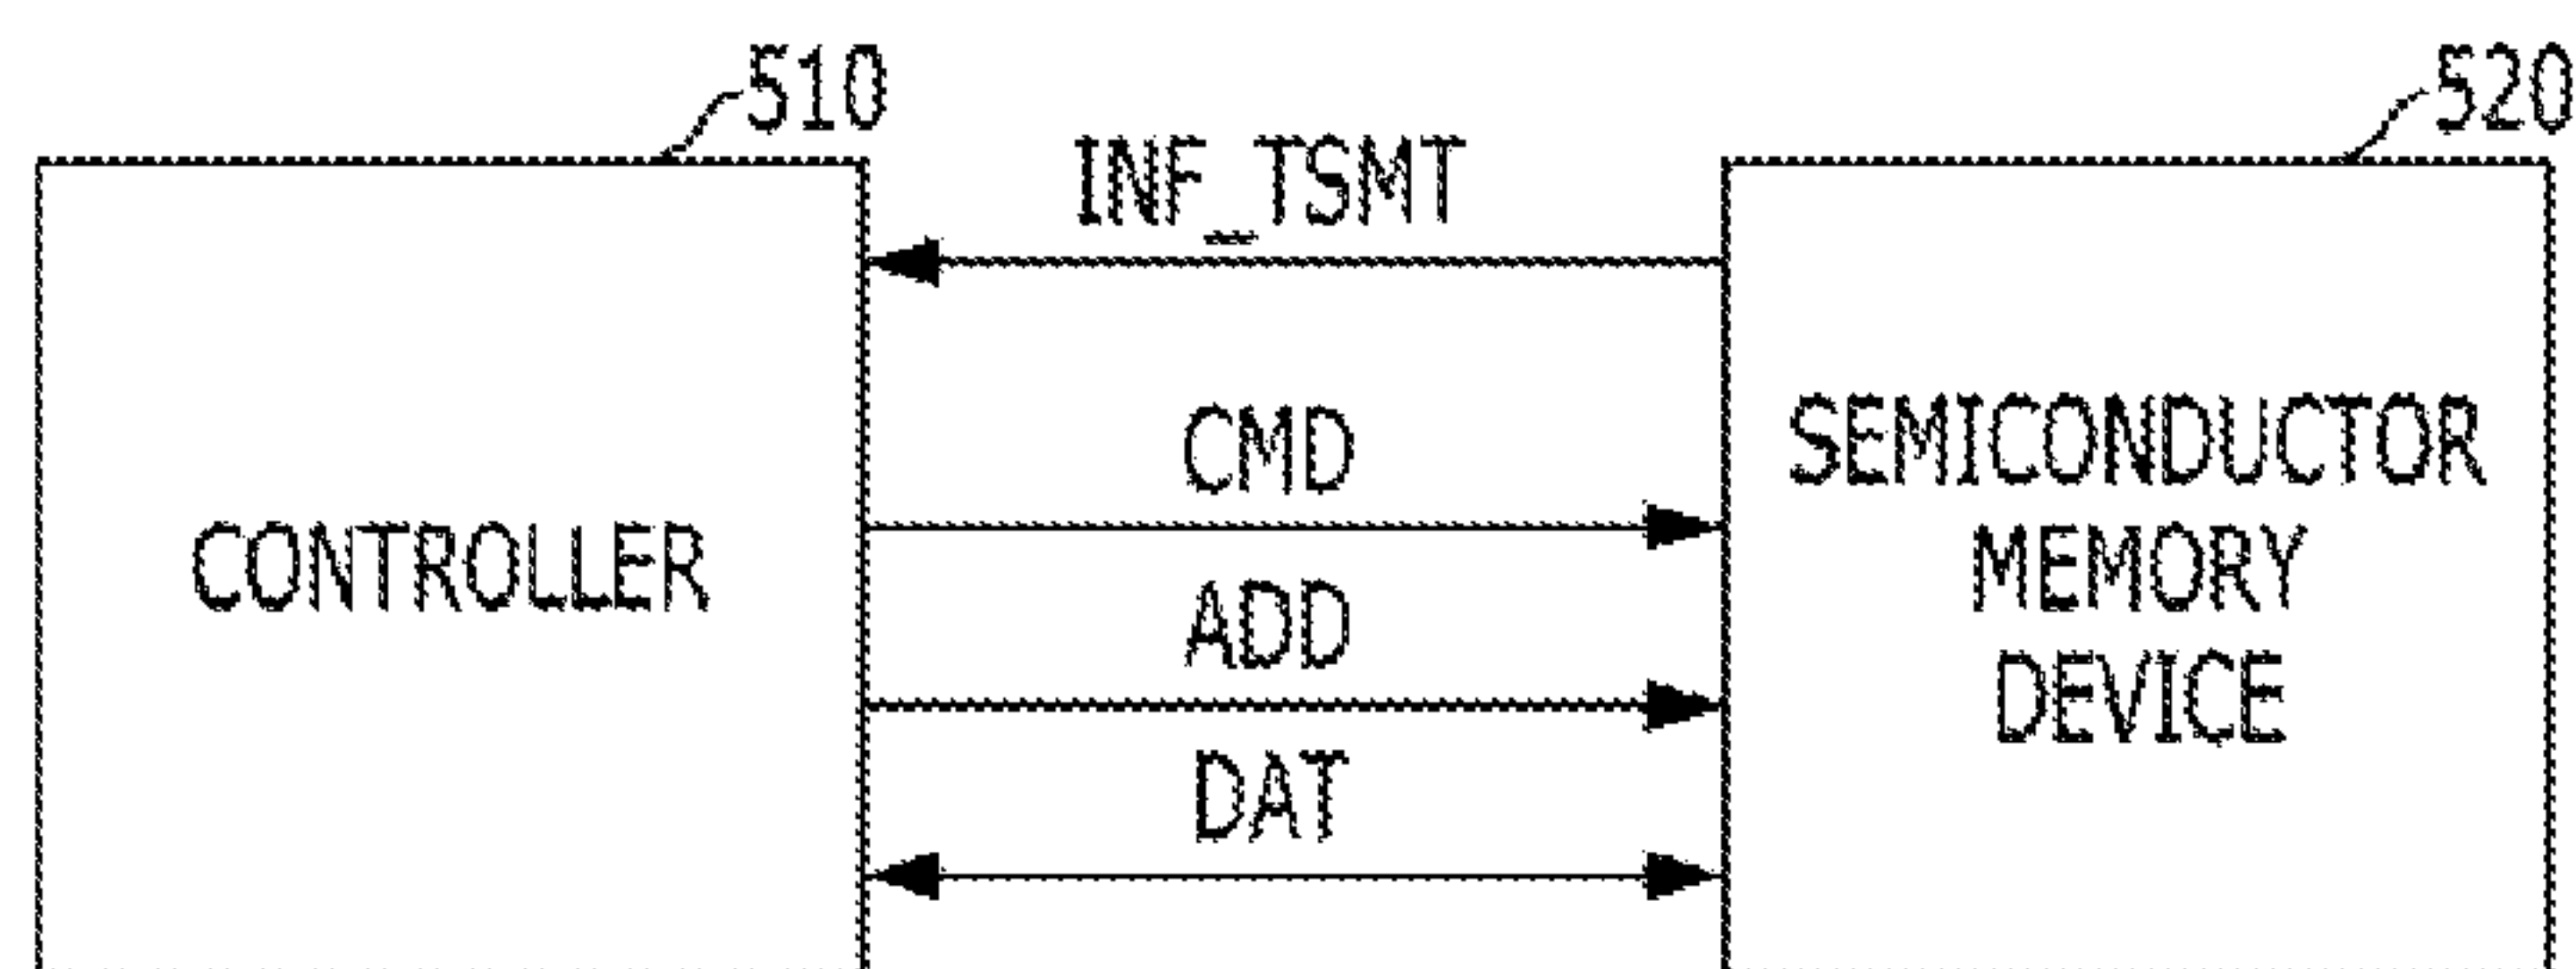 510
520
INF_TSMT
CMD
CONTROLLER
ADD
DAT
SEMICONDUCTOR
MEMORY
DEVICE